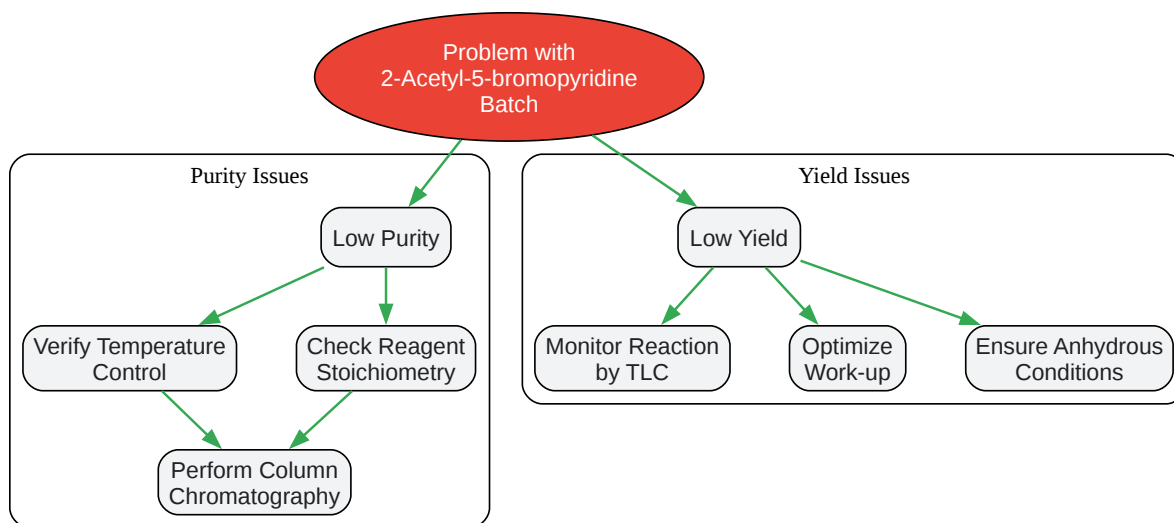 Problem with
2-Acetyl-5-bromopyridine
Batch
Purity Issues
Low Purity
Verify Temperature
Control
Check Reagent
Stoichiometry
Perform Column
Chromatography
Yield Issues
Low Yield
Monitor Reaction
by TLC
Optimize
Work-up
Ensure Anhydrous
Conditions